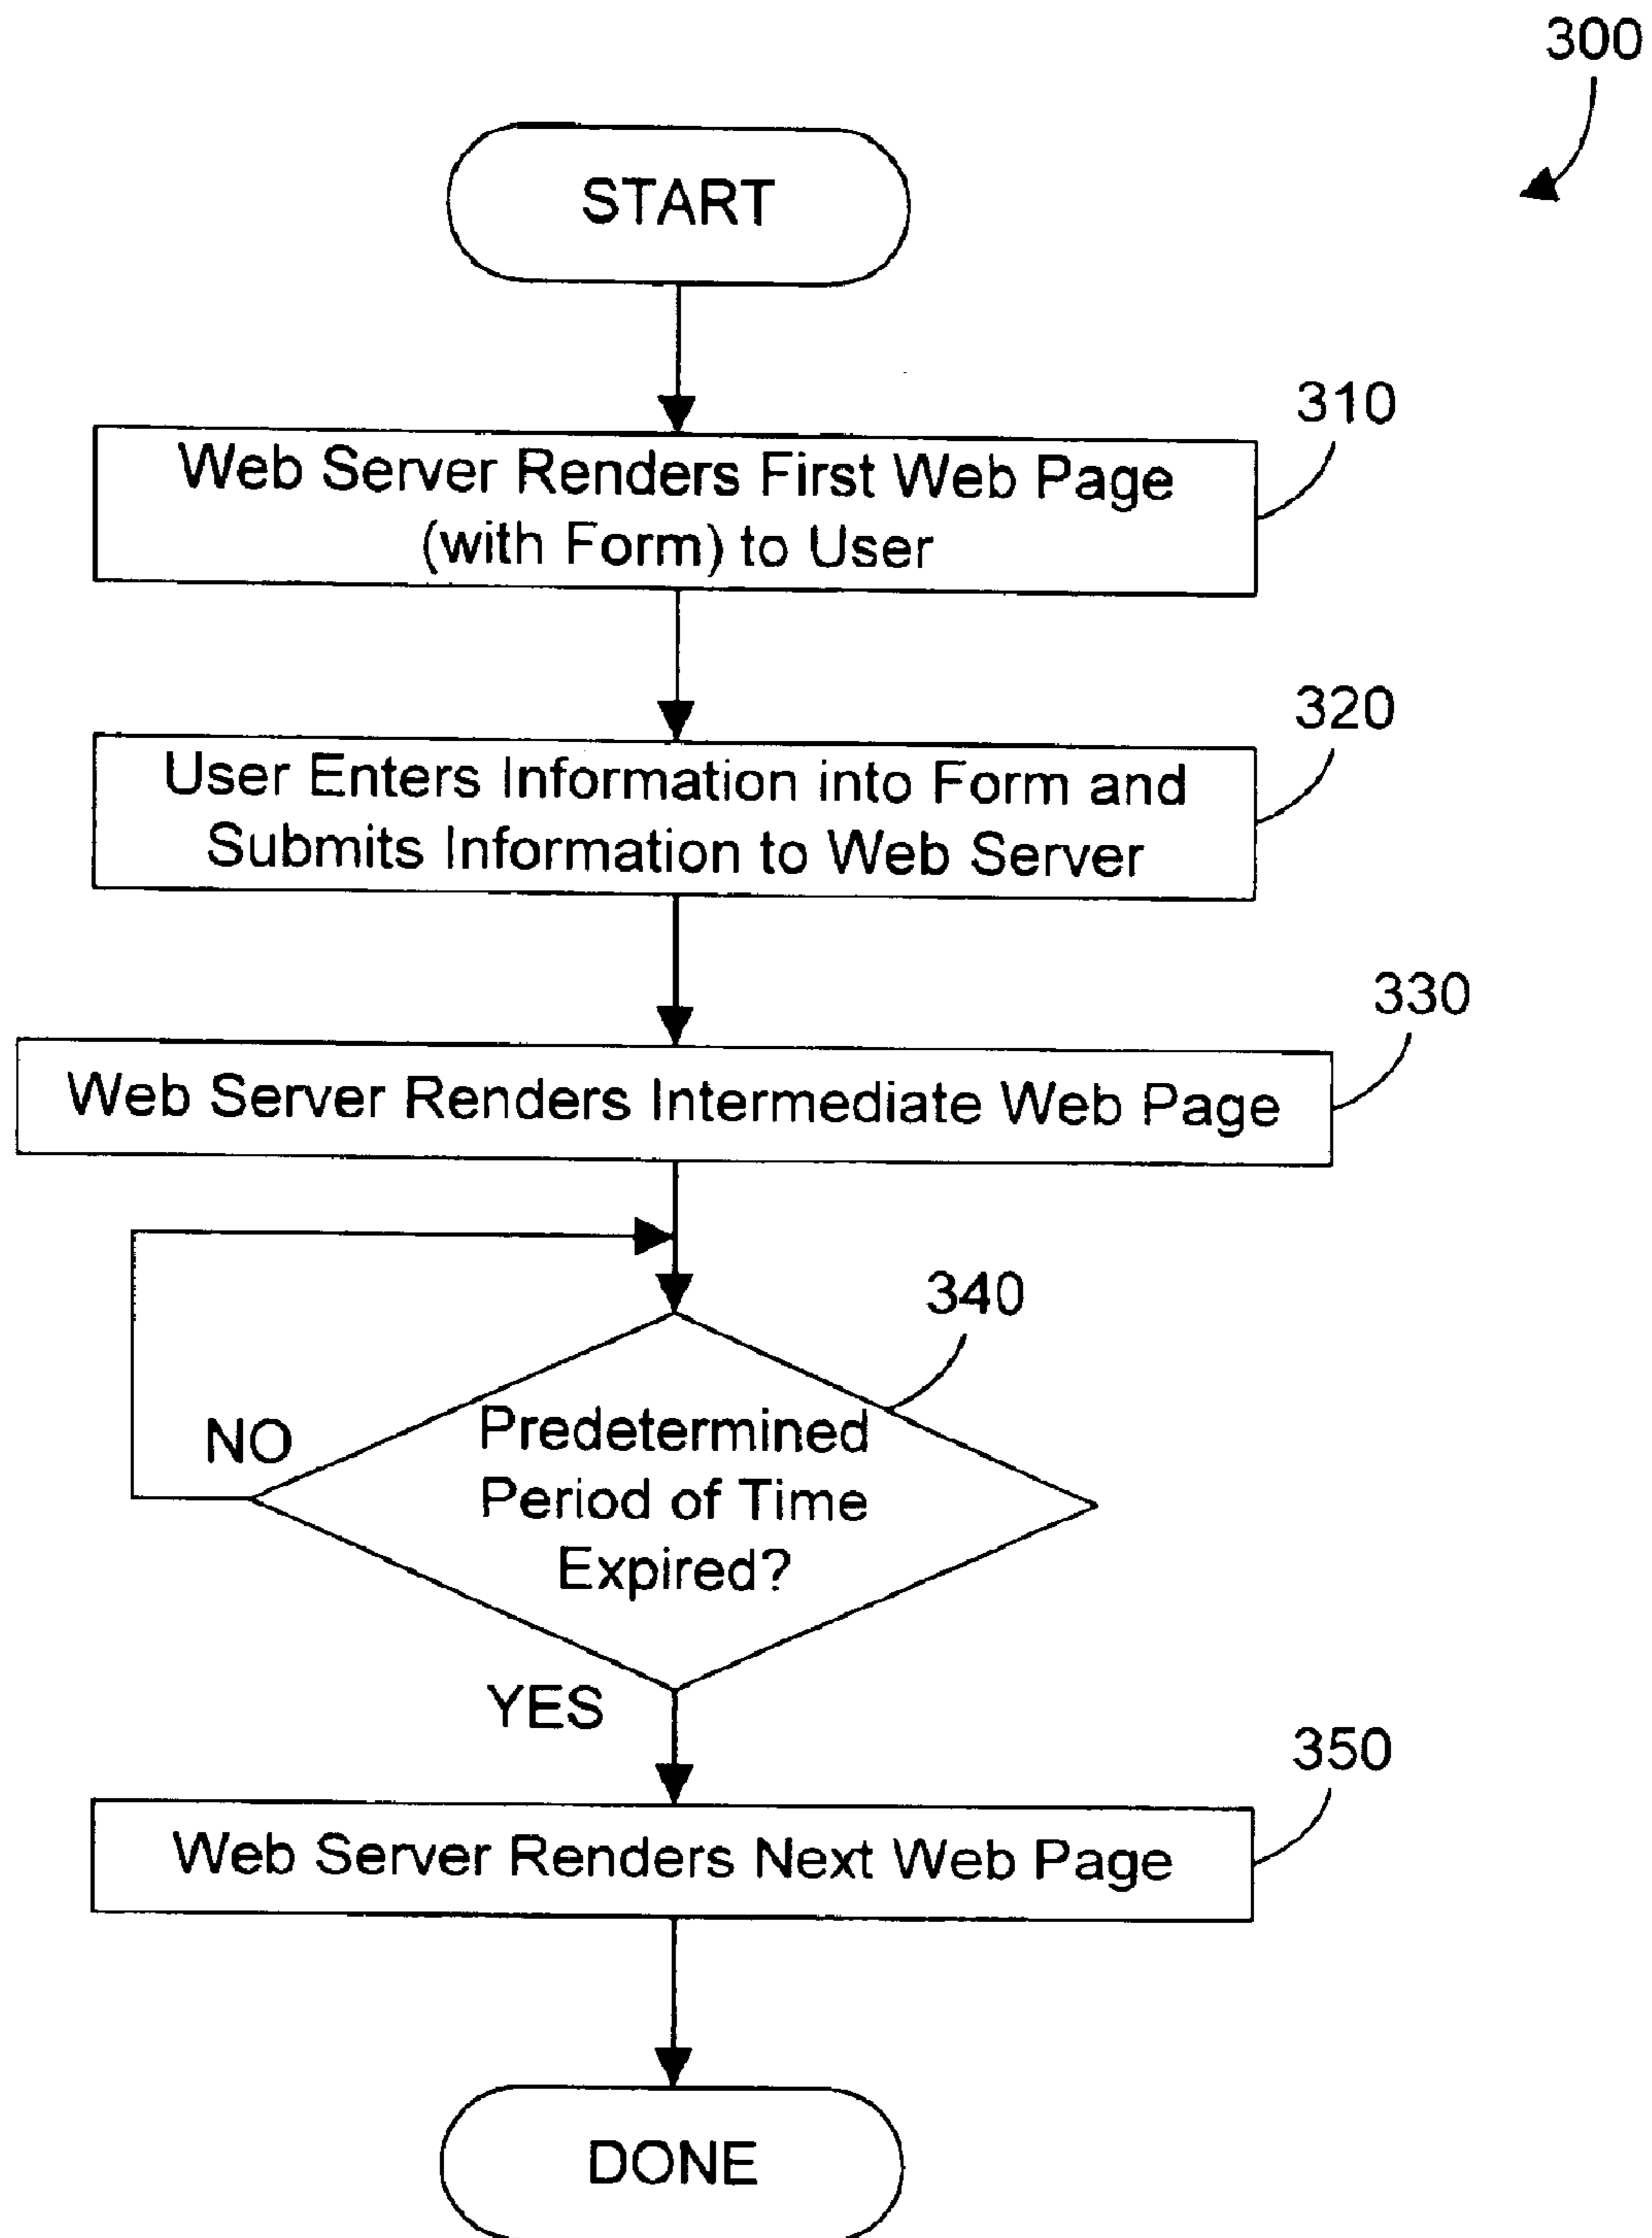 300
START
310
Web Server Renders First Web Page
(with Form) to User
320
User Enters Information into Form and
Submits Information to Web Server
330
Web Server Renders Intermediate Web Page
340
NO
Predetermined
Period of Time
Expired?
YES
350
Web Server Renders Next Web Page
DONE